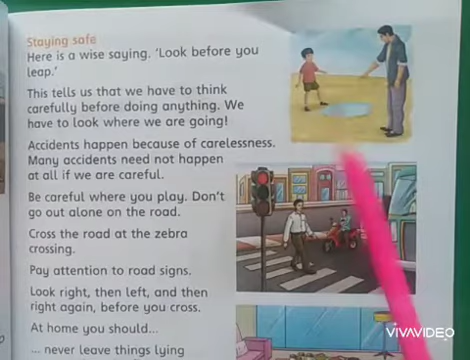 Staying safe
Here is a wise saying. 'Look before you
leap.'
This tells us that we have to think
carefully before doing anything. We
have to look where we are going!
Accidents happen because of carelessness.
Many accidents need not happen
at all if we are careful.
Be careful where you play. Don't
go out alone on the road.
Cross the road at the zebra
crossing.
Pay attention to road signs.
Look right, then left, and then
right again, before you cross.
At home you should...
... never leave things lying
VIVAVIDEO